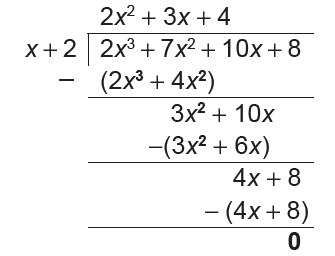 2x² + 3x + 4
x + 2 2x³ + 7x² + 10x + 8
− (2x³ + 4x²)
3x² + 10x
−(3x² + 6x)
4x + 8
− (4x + 8)
0